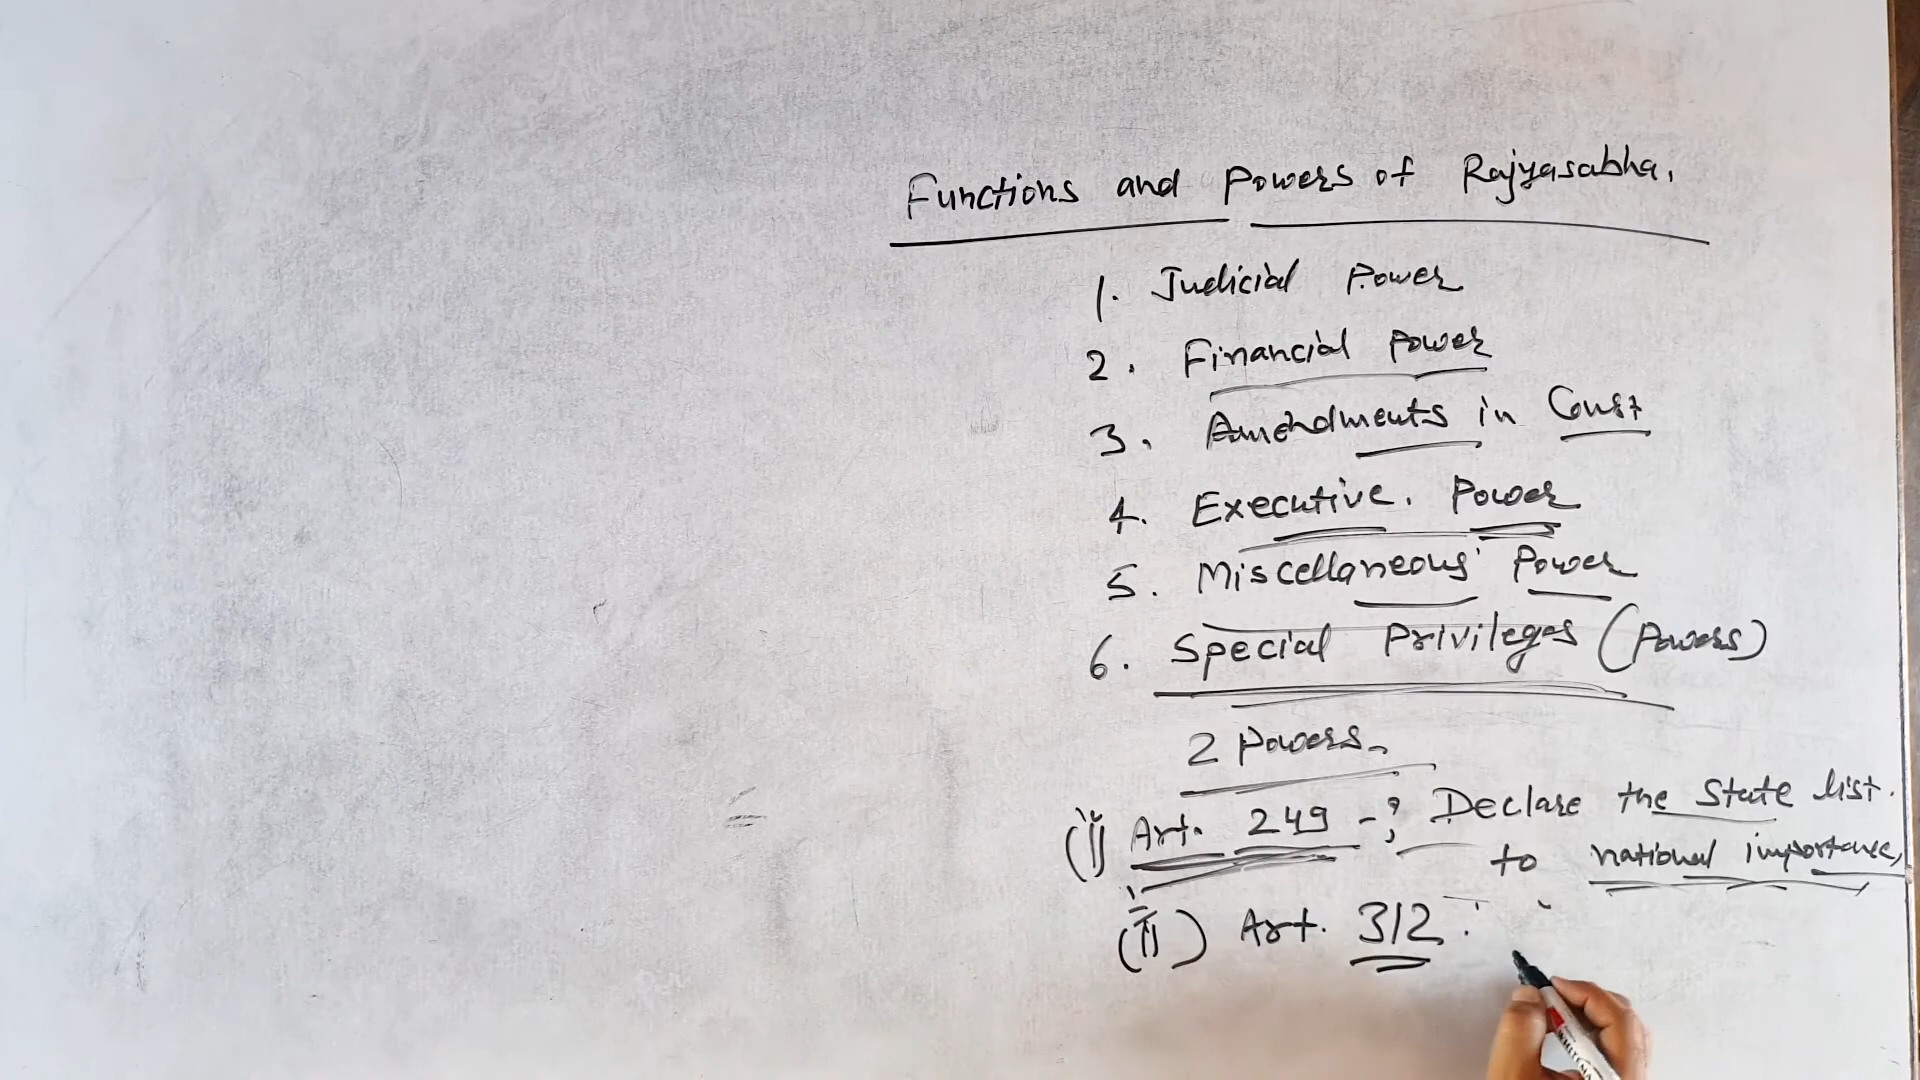 Functions and Powers of Rajyasabha.
1. Judicial Power
2. Financial Power
3. Amendments in Const
4. Executive. Power
5. Miscellaneous Power
6. Special Privileges (Powers)
2 Powers.
(i) Art. 249 - Declare the State list.
to national importance,
(ii) Art. 312 :